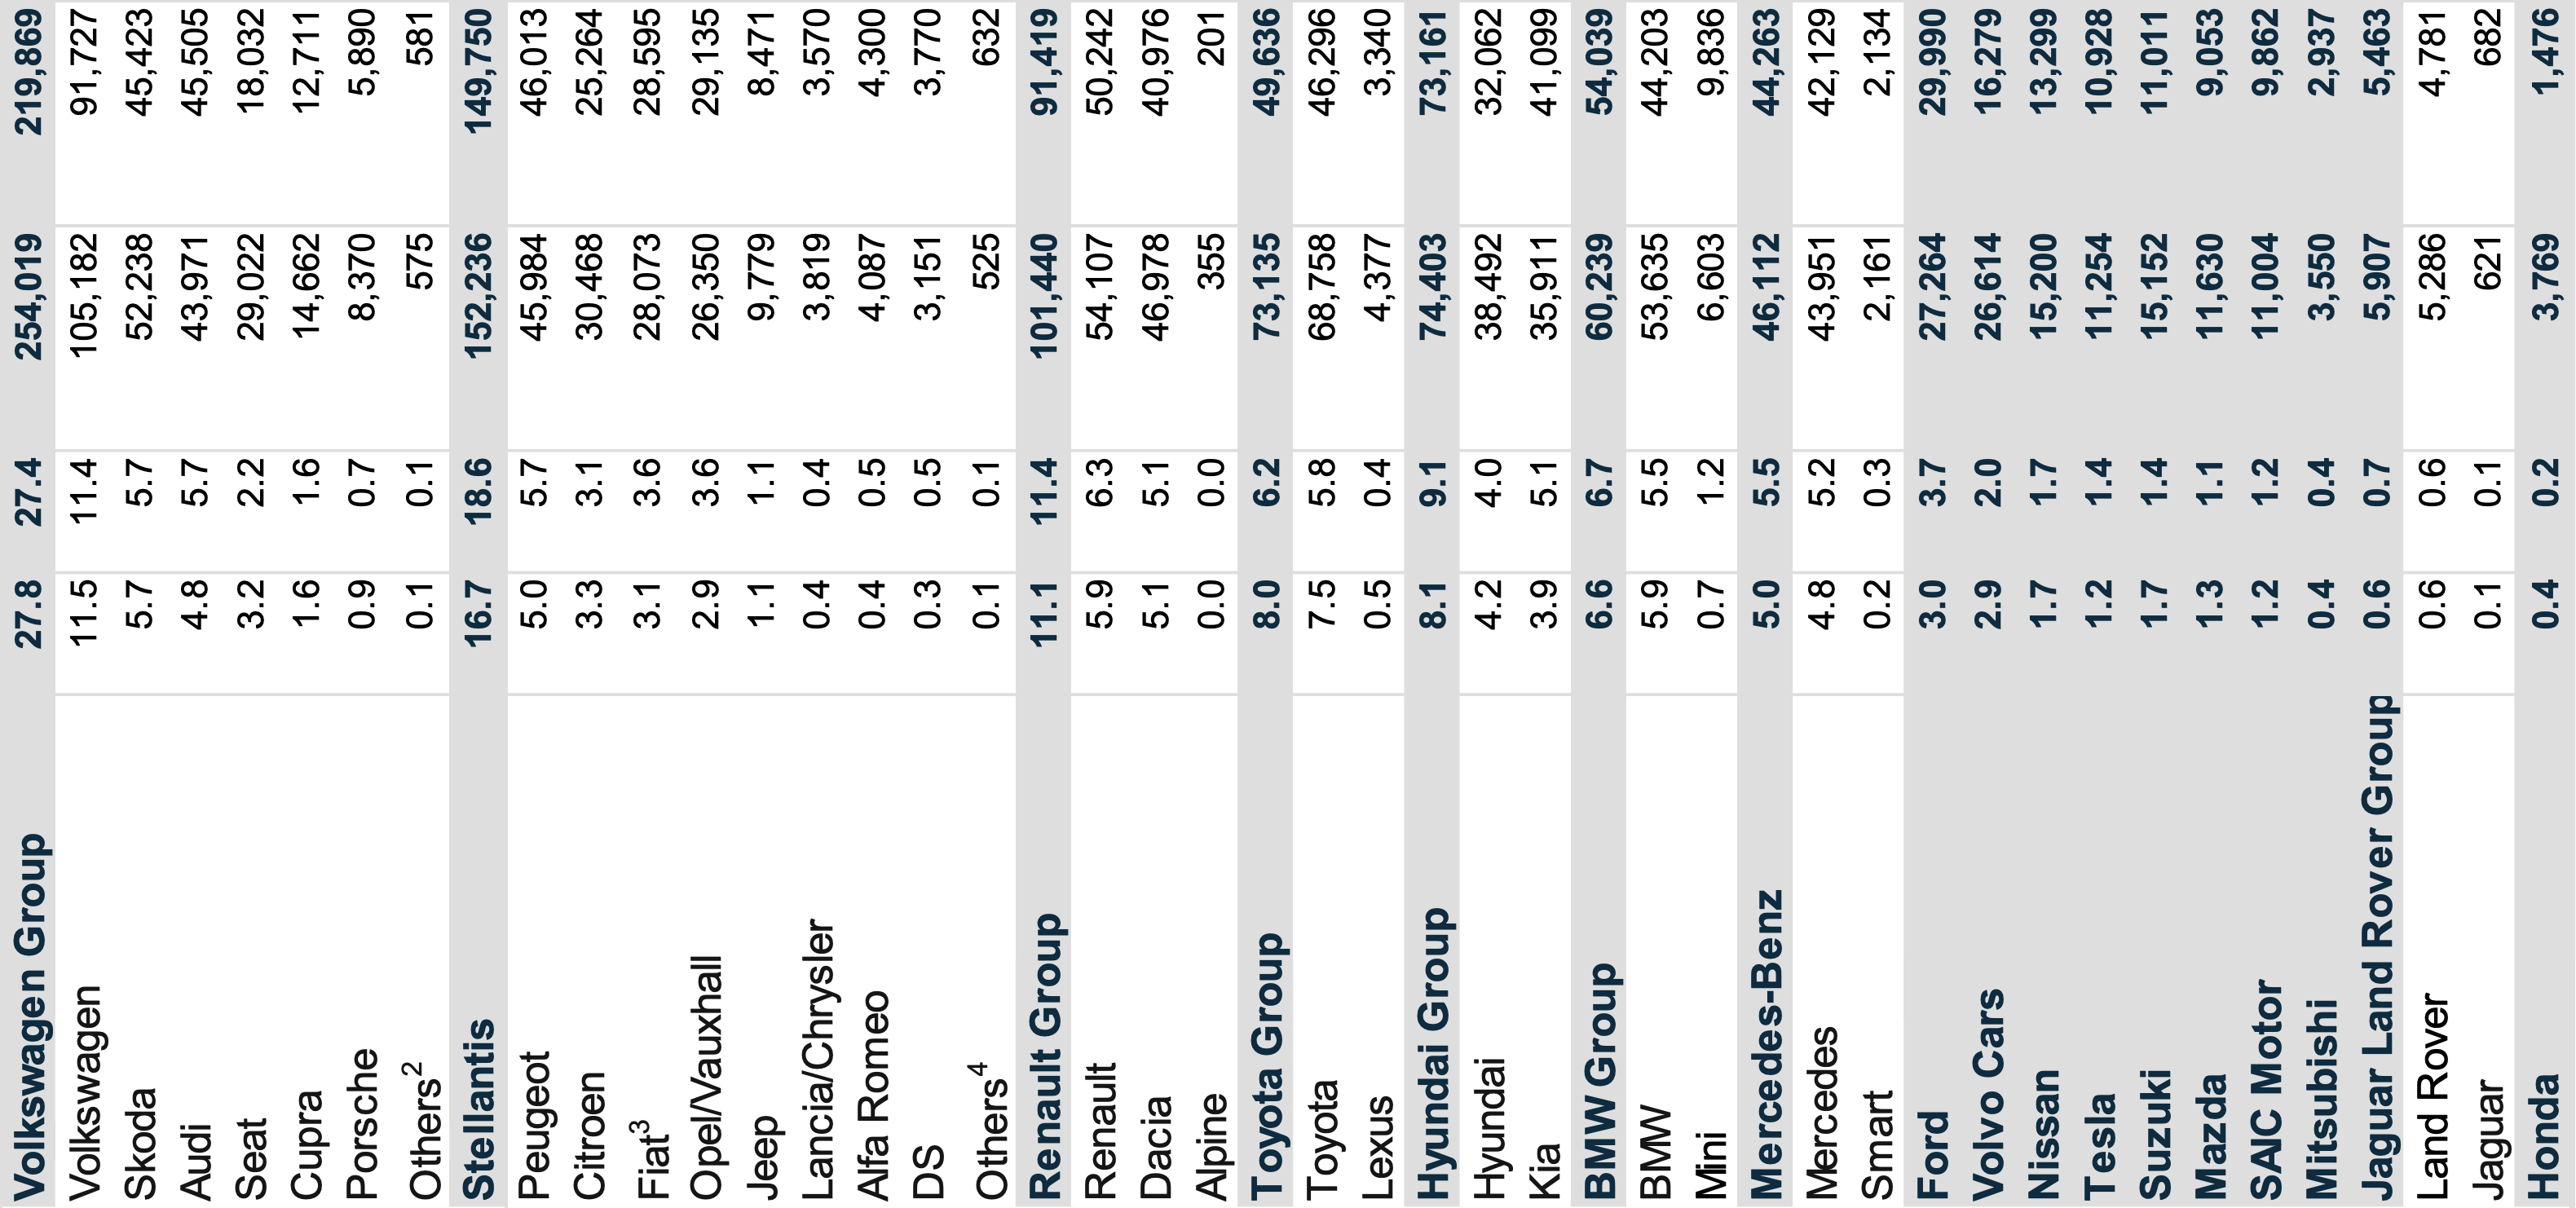 Volkswagen Group 27.8 27.4 254,019 219,869
Volkswagen 11.5 11.4 105,182 91,727
Skoda 5.7 5.7 52,238 45,423
Audi 4.8 5.7 43,971 45,505
Seat 3.2 2.2 29,022 18,032
Cupra 1.6 1.6 14,662 12,711
Porsche 0.9 0.7 8,370 5,890
Others² 0.1 0.1 575 581
Stellantis 16.7 18.6 152,236 149,750
Peugeot 5.0 5.7 45,984 46,013
Citroen 3.3 3.1 30,468 25,264
Fiat³ 3.1 3.6 28,073 28,595
Opel/Vauxhall 2.9 3.6 26,350 29,135
Jeep 1.1 1.1 9,779 8,471
Lancia/Chrysler 0.4 0.4 3,819 3,570
Alfa Romeo 0.4 0.5 4,087 4,300
DS 0.3 0.5 3,151 3,770
Others⁴ 0.1 0.1 525 632
Renault Group 11.1 11.4 101,440 91,419
Renault 5.9 6.3 54,107 50,242
Dacia 5.1 5.1 46,978 40,976
Alpine 0.0 0.0 355 201
Toyota Group 8.0 6.2 73,135 49,636
Toyota 7.5 5.8 68,758 46,296
Lexus 0.5 0.4 4,377 3,340
Hyundai Group 8.1 9.1 74,403 73,161
Hyundai 4.2 4.0 38,492 32,062
Kia 3.9 5.1 35,911 41,099
BMW Group 6.6 6.7 60,239 54,039
BMW 5.9 5.5 53,635 44,203
Mini 0.7 1.2 6,603 9,836
Mercedes-Benz 5.0 5.5 46,112 44,263
Mercedes 4.8 5.2 43,951 42,129
Smart 0.2 0.3 2,161 2,134
Ford 3.0 3.7 27,264 29,990
Volvo Cars 2.9 2.0 26,614 16,279
Nissan 1.7 1.7 15,200 13,299
Tesla 1.2 1.4 11,254 10,928
Suzuki 1.7 1.4 15,152 11,011
Mazda 1.3 1.1 11,630 9,053
SAIC Motor 1.2 1.2 11,004 9,862
Mitsubishi 0.4 0.4 3,550 2,937
Jaguar Land Rover Group 0.6 0.7 5,907 5,463
Land Rover 0.6 0.6 5,286 4,781
Jaguar 0.1 0.1 621 682
Honda 0.4 0.2 3,769 1,476